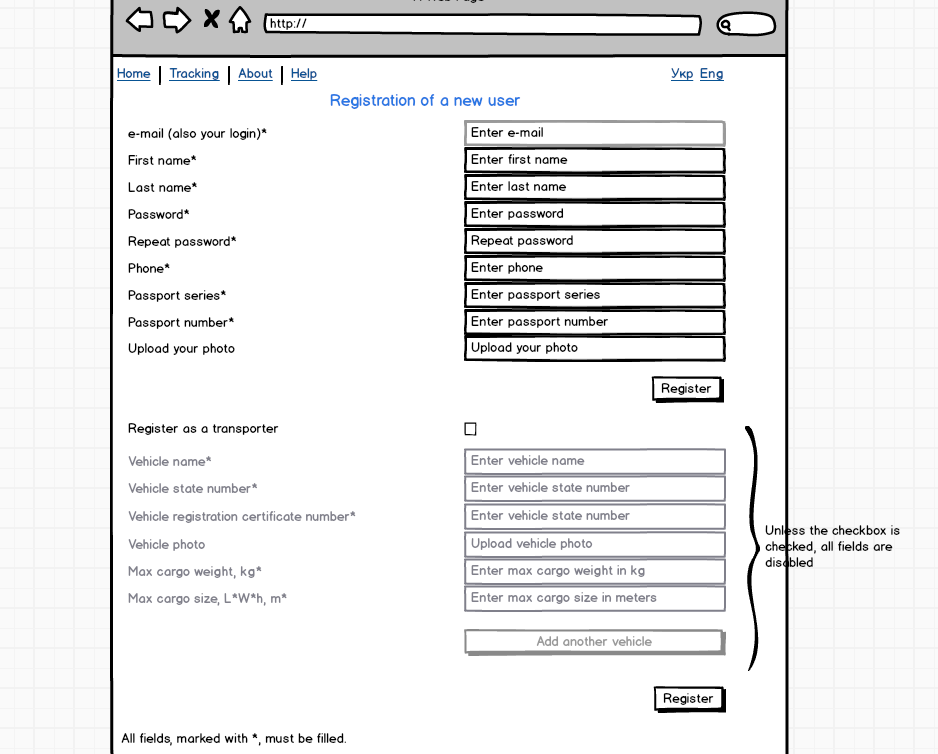 http://
Home Tracking About Help Укр Eng
Registration of a new user
e-mail (also your login)* Enter e-mail
First name* Enter first name
Last name* Enter last name
Password* Enter password
Repeat password* Repeat password
Phone* Enter phone
Passport series* Enter passport series
Passport number* Enter passport number
Upload your photo Upload your photo
Register
Register as a transporter
Vehicle name* Enter vehicle name
Vehicle state number* Enter vehicle state number
Vehicle registration certificate number* Enter vehicle state number
Vehicle photo Upload vehicle photo
Max cargo weight, kg* Enter max cargo weight in kg
Max cargo size, L*W*h, m* Enter max cargo size in meters
Add another vehicle
Unless the checkbox is
checked, all fields are
disabled
Register
All fields, marked with *, must be filled.